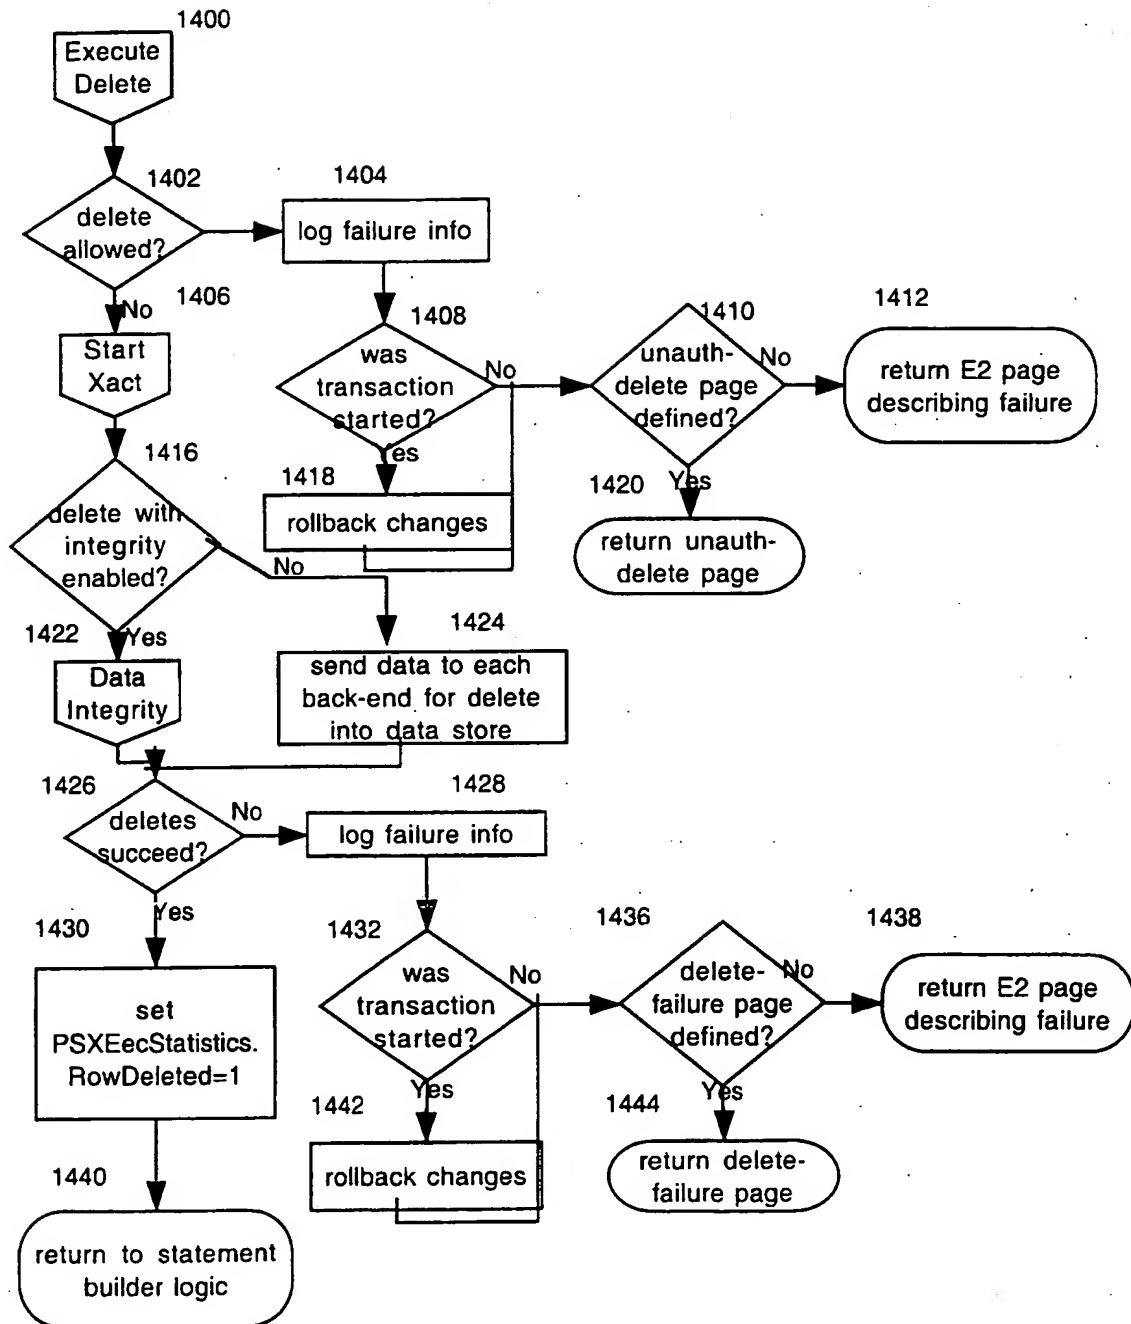 1400
Execute
Delete
1402
delete
allowed?
1404
log failure info
No
1406
Start
Xact
1408
was
transaction
started?
No
Yes
1410
unauth-
delete page
defined?
No
Yes
1412
return E2 page
describing failure
1416
delete with
integrity
enabled?
No
Yes
1418
rollback changes
1420
return unauth-
delete page
1422
Data
Integrity
1424
send data to each
back-end for delete
into data store
1426
deletes
succeed?
No
Yes
1428
log failure info
1430
set
PSXEecStatistics.
RowDeleted=1
1432
was
transaction
started?
No
Yes
1436
delete-
failure page
defined?
No
Yes
1438
return E2 page
describing failure
1442
rollback changes
1444
return delete-
failure page
1440
return to statement
builder logic